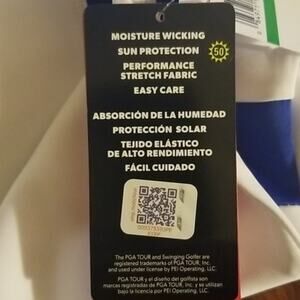 MOISTURE WICKING
SUN PROTECTION 50
PERFORMANCE
STRETCH FABRIC
EASY CARE
ABSORCIÓN DE LA HUMEDAD
PROTECCIÓN SOLAR
TEJIDO ELÁSTICO
DE ALTO RENDIMIENTO
FÁCIL CUIDADO
The PGA TOUR and Swinging Golfer are
registered trademarks of PGA TOUR, Inc.
and used under license by PEI Operating, LLC.
PGA TOUR y el diseño del golfista son
marcas registradas de PGA TOUR, Inc. y se utilizan
bajo la licencia por PEI Operating, LLC.